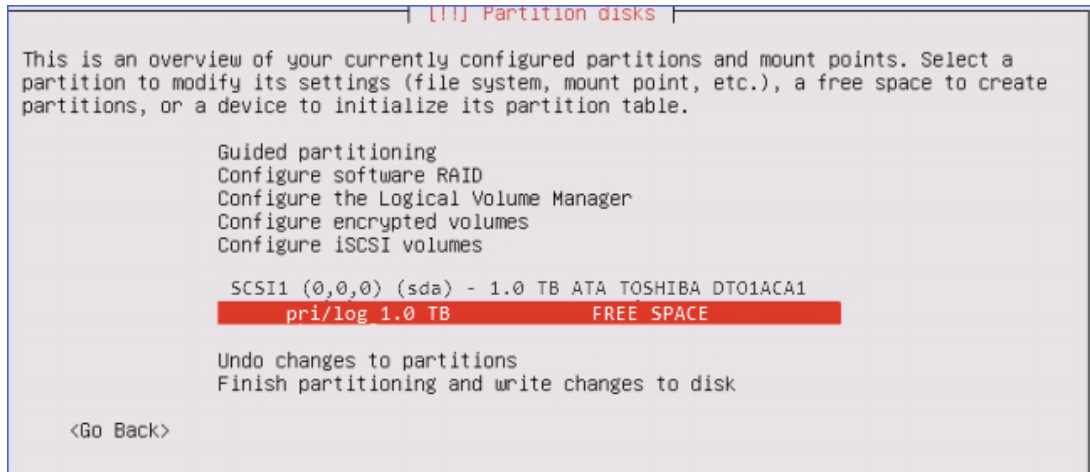 [!!] Partition disks
This is an overview of your currently configured partitions and mount points. Select a
partition to modify its settings (file system, mount point, etc.), a free space to create
partitions, or a device to initialize its partition table.
Guided partitioning
Configure software RAID
Configure the Logical Volume Manager
Configure encrypted volumes
Configure iSCSI volumes
SCSI1 (0,0,0) (sda) - 1.0 TB ATA TOSHIBA DTO1ACA1
pri/log 1.0 TB FREE SPACE
Undo changes to partitions
Finish partitioning and write changes to disk
<Go Back>